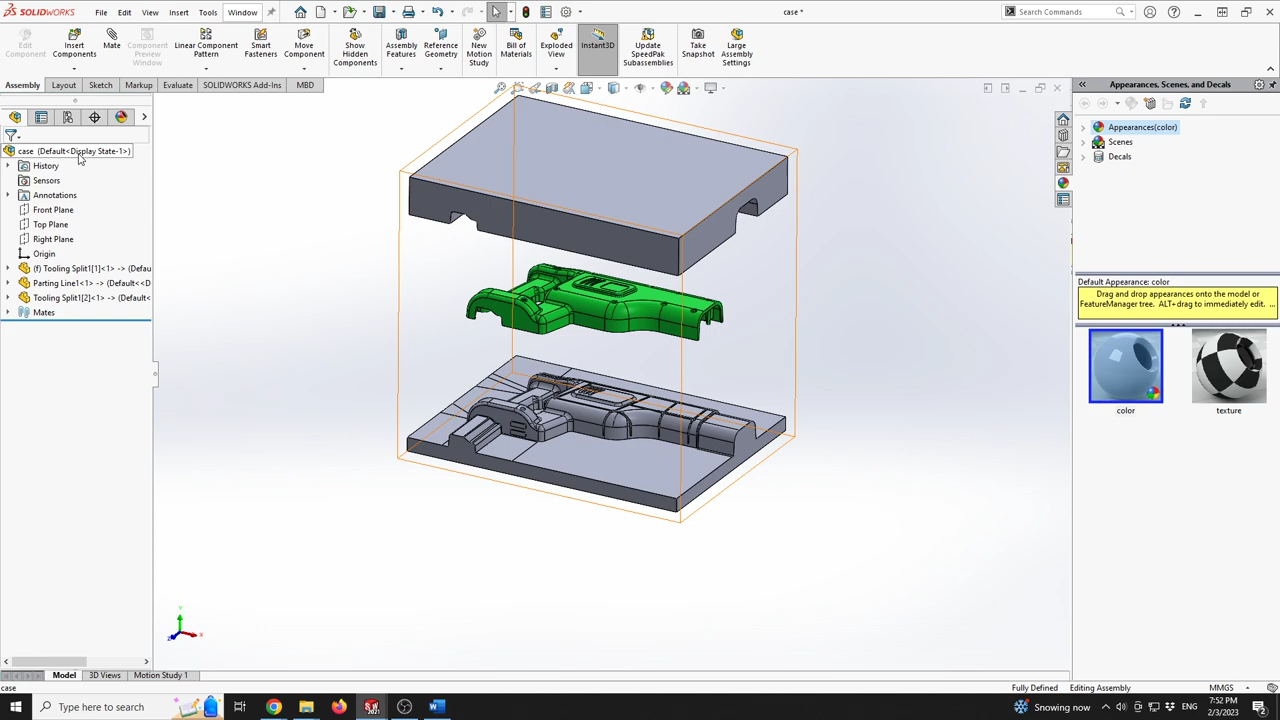 SOLIDWORKS File Edit View Insert Tools Window case * Search Commands
Edit Component
Insert Components
Mate
Component Preview Window
Linear Component Pattern
Smart Fasteners
Move Component
Show Hidden Components
Assembly Features
Reference Geometry
New Motion Study
Bill of Materials
Exploded View
Instant3D
Update SpeedPak Subassemblies
Take Snapshot
Large Assembly Settings
Assembly Layout Sketch Markup Evaluate SOLIDWORKS Add-Ins MBD
Appearances, Scenes, and Decals
case (Default<Display State-1>)
History
Sensors
Annotations
Front Plane
Top Plane
Right Plane
Origin
(f) Tooling Split1[1]<1> -> (Defau
Parting Line1<1> -> (Default<<D
Tooling Split1[2]<1> -> (Default<
Mates
Appearances(color)
Scenes
Decals
Default Appearance: color
Drag and drop appearances onto the model or
FeatureManager tree. ALT+drag to immediately edit. ...
color texture
Y
X
Z
Model 3D Views Motion Study 1
case Fully Defined Editing Assembly MMGS
Type here to search
SW
2021
W
Snowing now
7:52 PM
2/3/2023
2